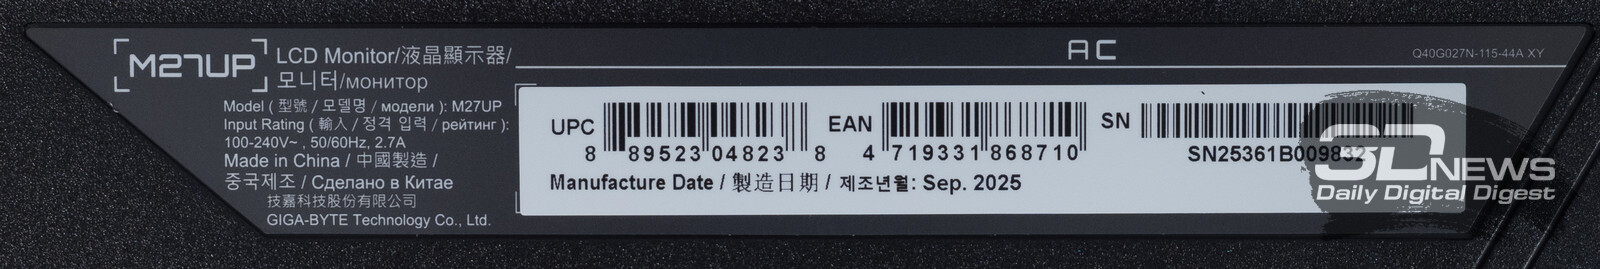 M27UP
LCD Monitor/液晶顯示器/
모니터/монитор
Model ( 型號 / 모델명 / модели ): M27UP
Input Rating ( 輸入 / 정격 입력 / рейтинг ):
100-240V~ , 50/60Hz, 2.7A
Made in China / 中國製造 /
중국제조 / Сделано в Китае
技嘉科技股份有限公司
GIGA-BYTE Technology Co., Ltd.
AC
Q40G027N-115-44A XY
UPC
8 89523 04823 8
EAN
4 719331 868710
SN
Manufacture Date / 製造日期 / 제조년월: Sep. 2025
3DNEWS
Daily Digital Digest